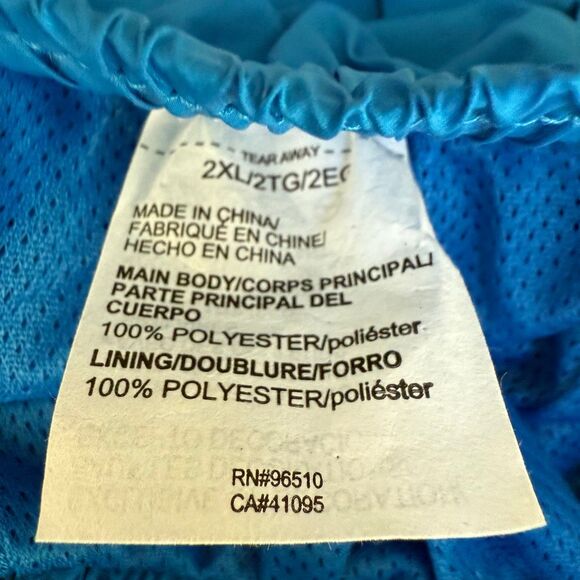 TEAR AWAY
2XL/2TG/2EG
MADE IN CHINA/
FABRIQUÉ EN CHINE/
HECHO EN CHINA
MAIN BODY/CORPS PRINCIPAL/
PARTE PRINCIPAL DEL
CUERPO
100% POLYESTER/poliéster
LINING/DOUBLURE/FORRO
100% POLYESTER/poliéster
RN#96510
CA#41095